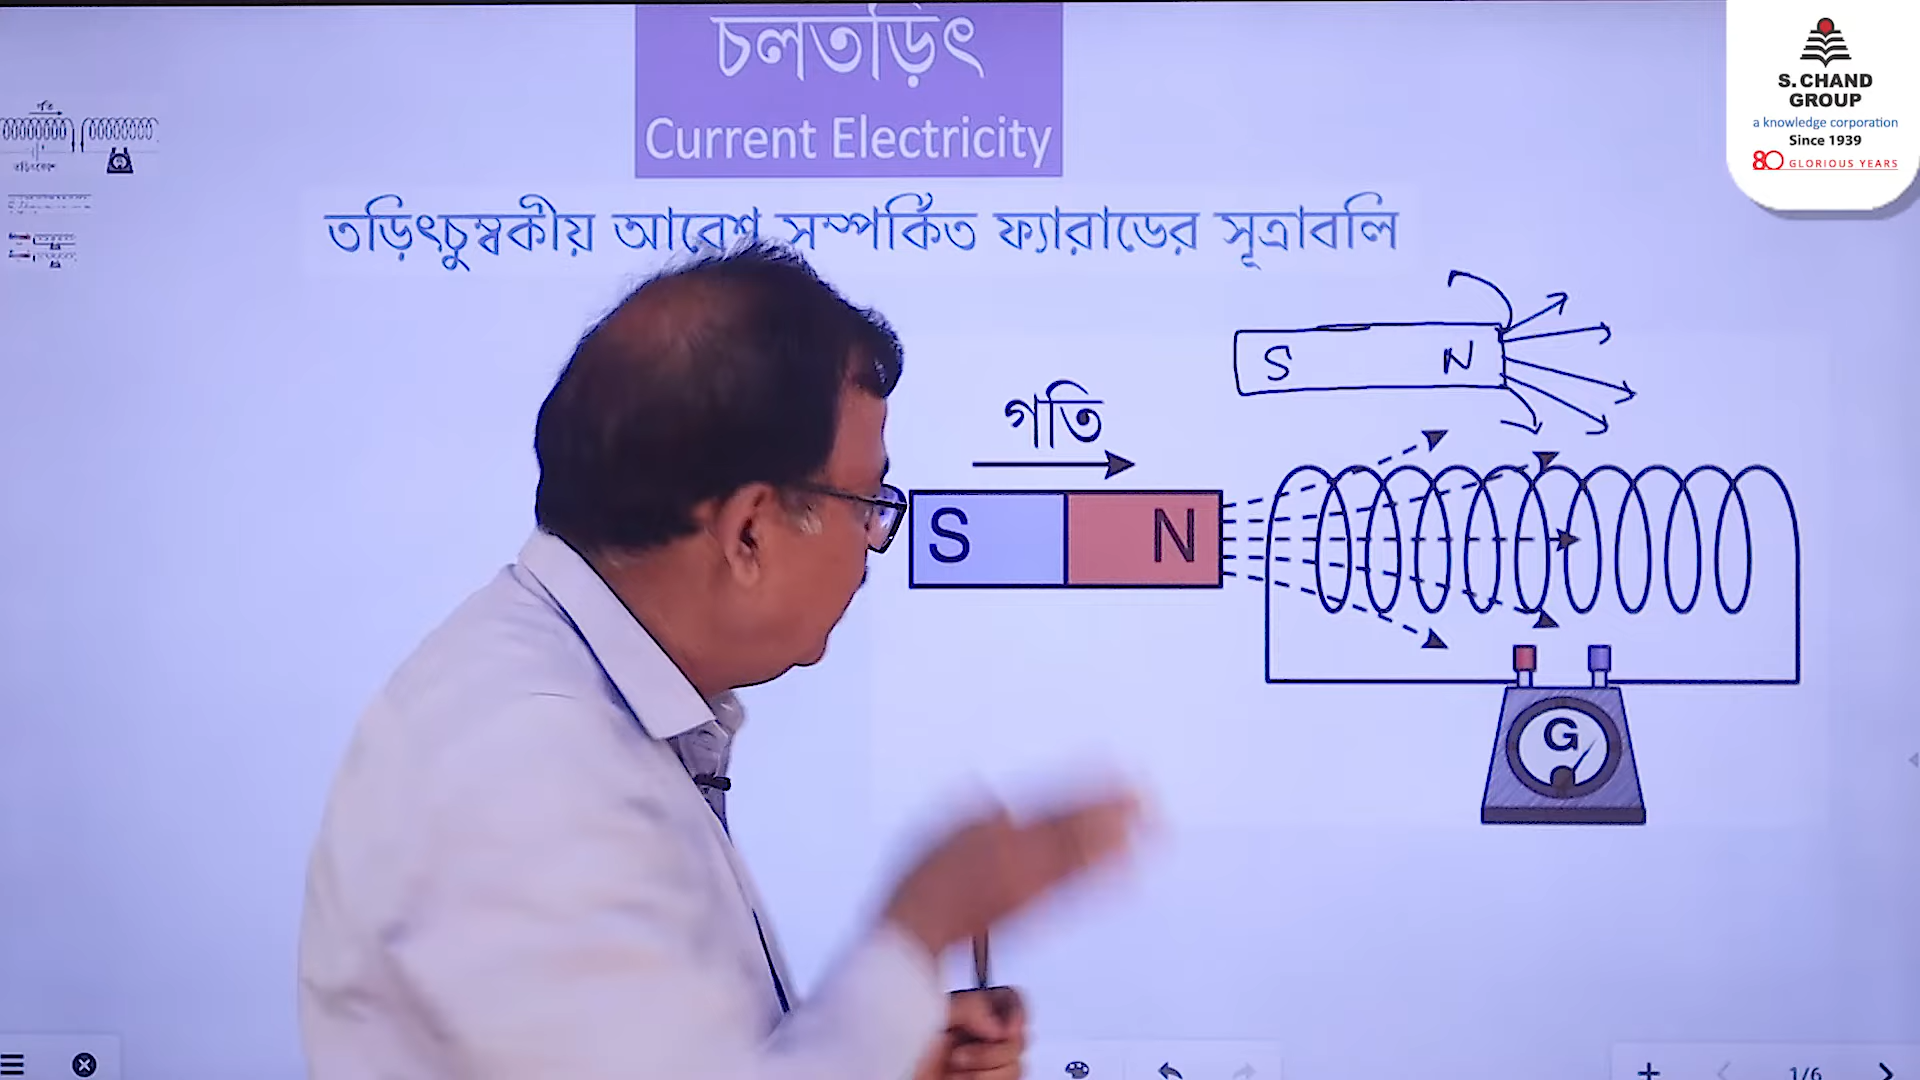 চলতড়িৎ
Current Electricity
S. CHAND
GROUP
a knowledge corporation
Since 1939
80 GLORIOUS YEARS
তড়িৎচুম্বকীয় আবেশ সম্পর্কিত ফ্যারাডের সূত্রাবলি
S N
গতি
S N
G
1/6